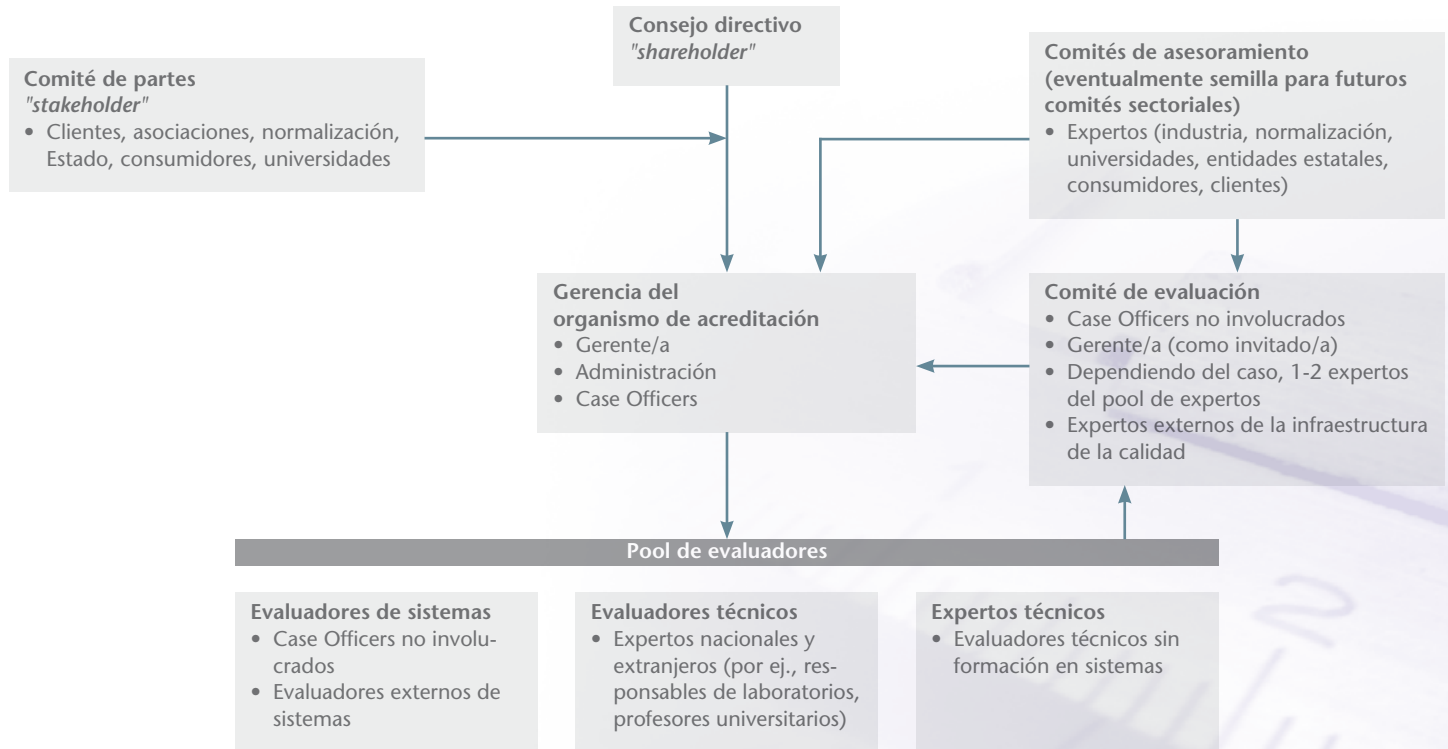 Consejo directivo
"shareholder"
Comité de partes
"stakeholder"
• Clientes, asociaciones, normalización,
Estado, consumidores, universidades
Comités de asesoramiento
(eventualmente semilla para futuros
comités sectoriales)
• Expertos (industria, normalización,
universidades, entidades estatales,
consumidores, clientes)
Gerencia del
organismo de acreditación
• Gerente/a
• Administración
• Case Officers
Comité de evaluación
• Case Officers no involucrados
• Gerente/a (como invitado/a)
• Dependiendo del caso, 1-2 expertos
del pool de expertos
• Expertos externos de la infraestructura
de la calidad
Pool de evaluadores
Evaluadores de sistemas
• Case Officers no involu-
crados
• Evaluadores externos de
sistemas
Evaluadores técnicos
• Expertos nacionales y
extranjeros (por ej., res-
ponsables de laboratorios,
profesores universitarios)
Expertos técnicos
• Evaluadores técnicos sin
formación en sistemas
1
2